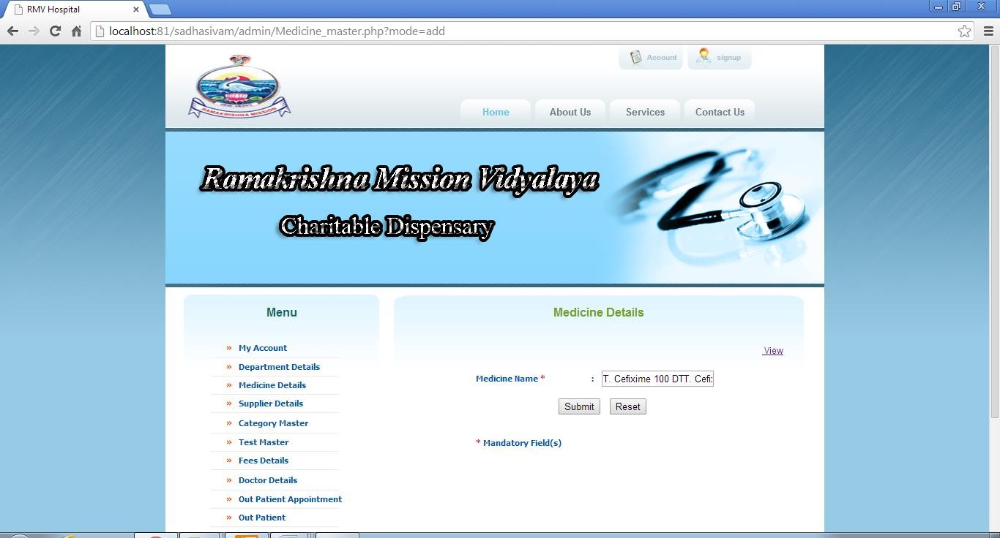 RMV Hospital
localhost:81/sadhasivam/admin/Medicine_master.php?mode=add
Account signup
RAMAKRISHNA MISSION
Home About Us Services Contact Us
Ramakrishna Mission Vidyalaya
Charitable Dispensary
Menu
» My Account
» Department Details
» Medicine Details
» Supplier Details
» Category Master
» Test Master
» Fees Details
» Doctor Details
» Out Patient Appointment
» Out Patient
Medicine Details
View
Medicine Name * : T. Cefixime 100 DTT. Cefi
Submit Reset
* Mandatory Field(s)